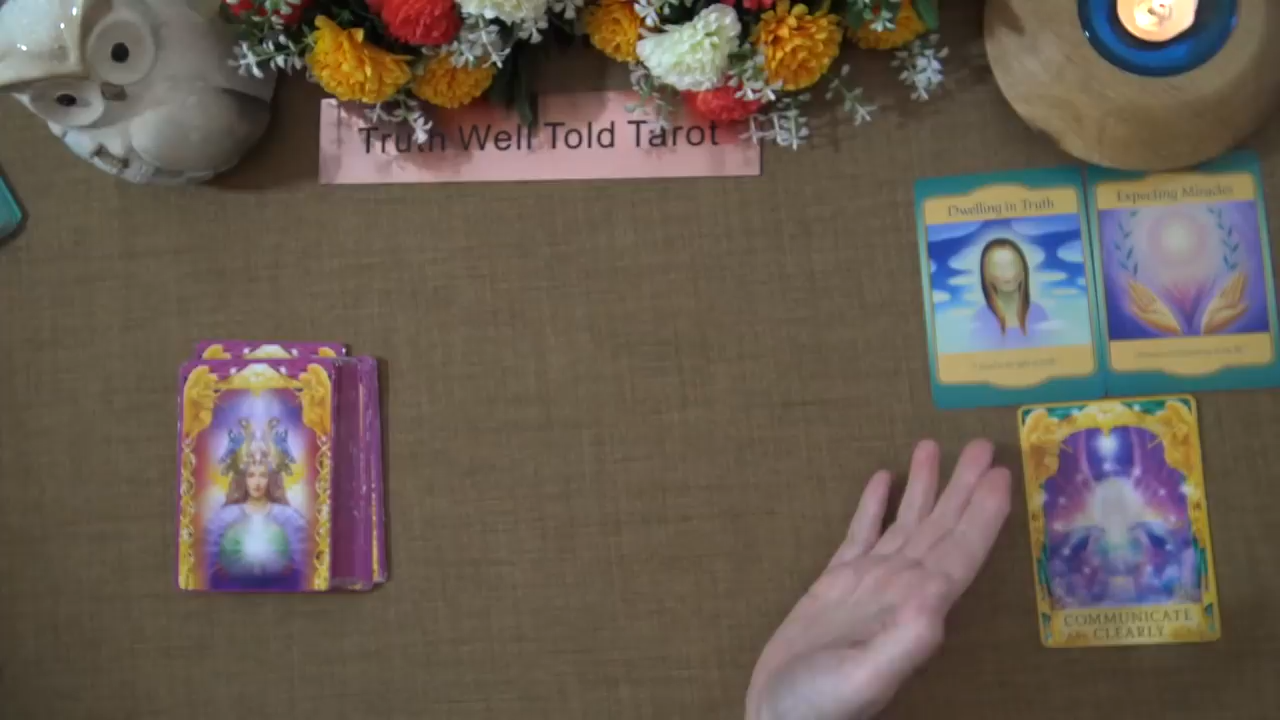 Truth Well Told Tarot
Dwelling in Truth
Expecting Miracles
COMMUNICATE
CLEARLY